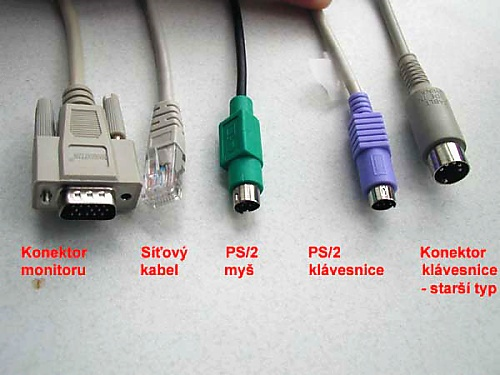 Konektor
monitoru
Síťový
kabel
PS/2
myš
PS/2
klávesnice
Konektor
klávesnice
- starší typ